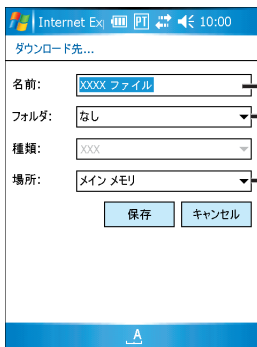 Internet Ex PT 10:00
ダウンロード先...
名前: XXXX ファイル
フォルダ: なし
種類: XXX
場所: メイン メモリ
保存 キャンセル
A